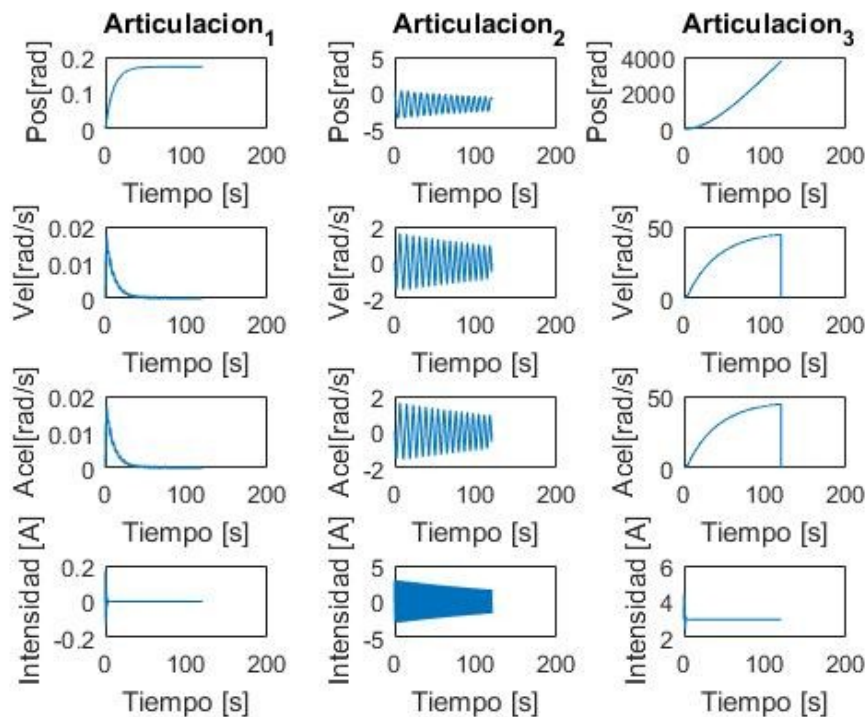 Articulacion1 Articulacion2 Articulacion3
Pos[rad] 0.2 0.1 0 Pos[rad] 5 0 -5 Pos[rad] 4000 2000 0
0 100 200 0 100 200 0 100 200
Tiempo [s] Tiempo [s] Tiempo [s]
Vel[rad/s] 0.02 0.01 0 Vel[rad/s] 2 0 -2 Vel[rad/s] 50 0
0 100 200 0 100 200 0 100 200
Tiempo [s] Tiempo [s] Tiempo [s]
Acel[rad/s] 0.02 0.01 0 Acel[rad/s] 2 0 -2 Acel[rad/s] 50 0
0 100 200 0 100 200 0 100 200
Tiempo [s] Tiempo [s] Tiempo [s]
Intensidad [A] 0.2 0 -0.2 Intensidad [A] 5 0 -5 Intensidad [A] 6 4 2
0 100 200 0 100 200 0 100 200
Tiempo [s] Tiempo [s] Tiempo [s]